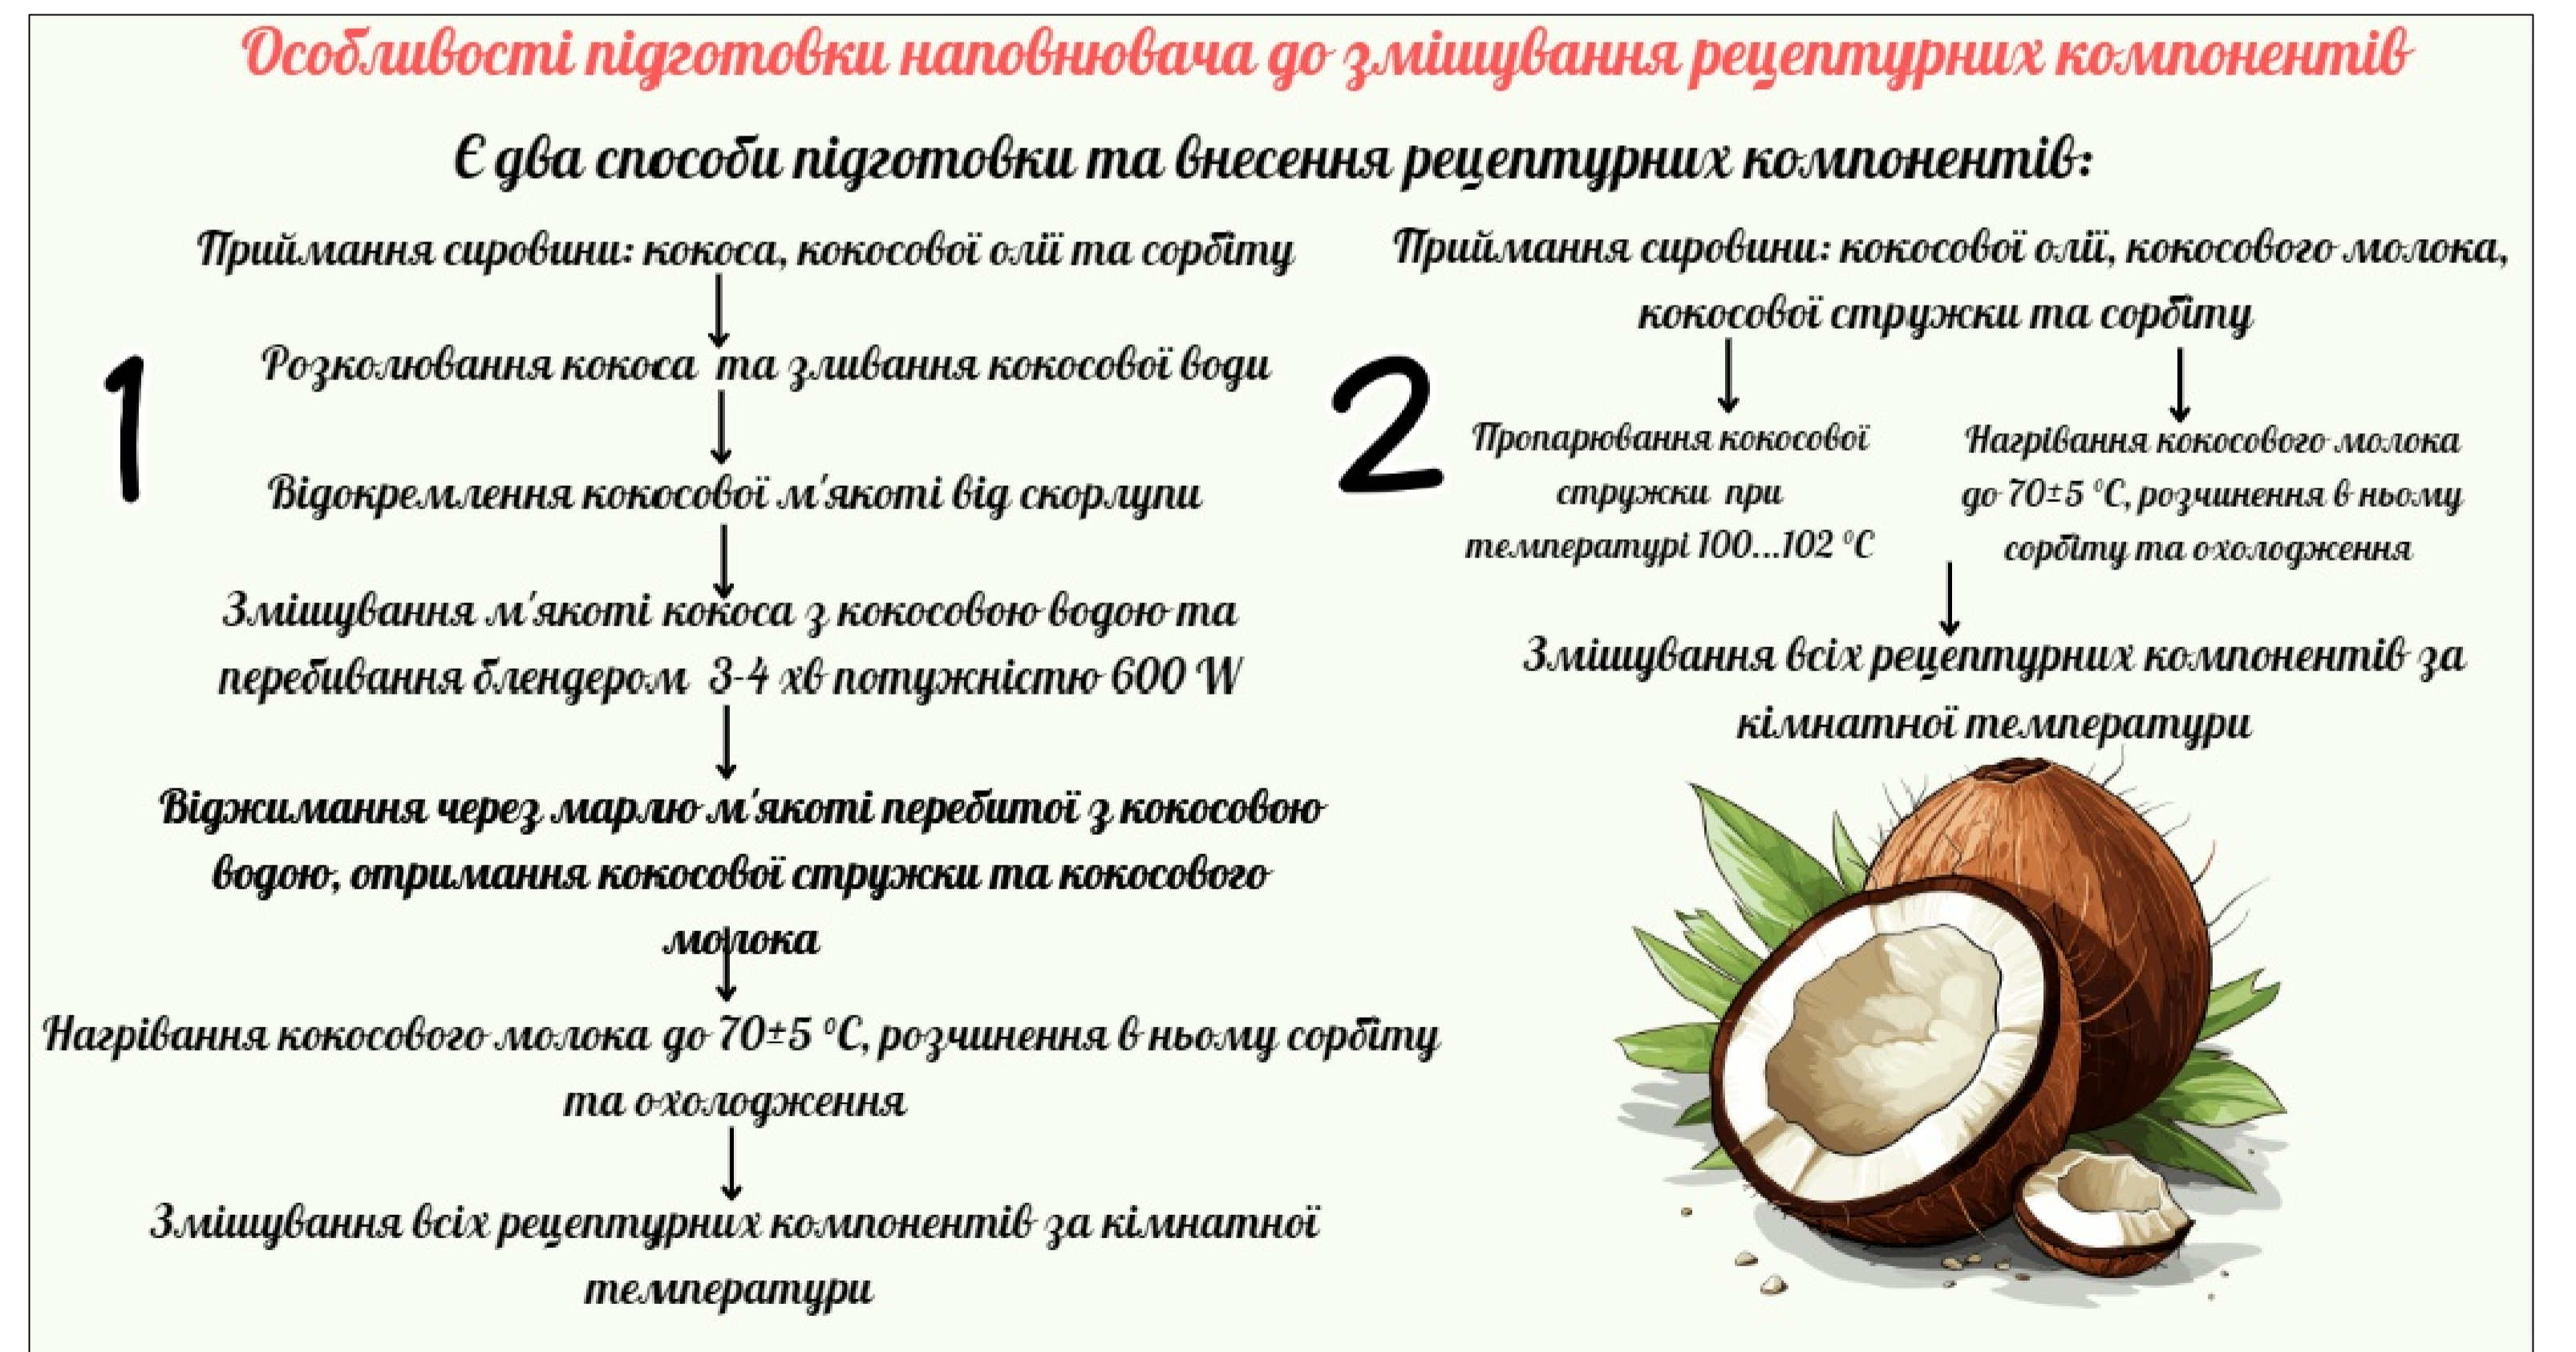 Особливості підготовки наповнювача до змішування рецептурних компонентів
Є два способи підготовки та внесення рецептурних компонентів:
1
Приймання сировини: кокоса, кокосової олії та сорбіту
Розколювання кокоса та зливання кокосової води
Відокремлення кокосової м'якоті від скорлупи
Змішування м'якоті кокоса з кокосовою водою та
перебивання блендером 3-4 хв потужністю 600 W
Віджимання через марлю м'якоті перебитої з кокосовою
водою, отримання кокосової стружки та кокосового
молока
Нагрівання кокосового молока до 70±5 °С, розчинення в ньому сорбіту
та охолодження
Змішування всіх рецептурних компонентів за кімнатної
температури
2
Приймання сировини: кокосової олії, кокосового молока,
кокосової стружки та сорбіту
Пропарювання кокосової
стружки при
температурі 100...102 °С
Нагрівання кокосового молока
до 70±5 °С, розчинення в ньому
сорбіту та охолодження
Змішування всіх рецептурних компонентів за
кімнатної температури